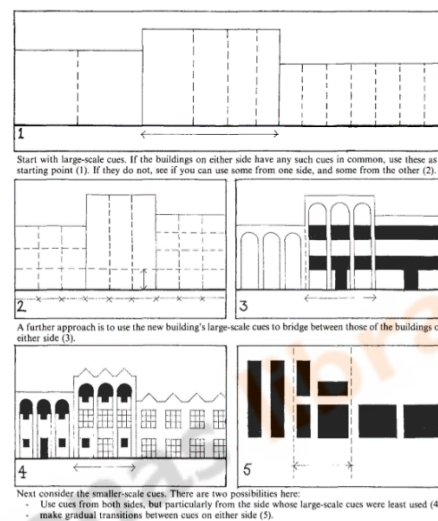 1
Start with large-scale cues. If the buildings on either side have any such cues in common, use these as
starting point (1). If they do not, see if you can use some from one side, and some from the other (2).
2
3
A further approach is to use the new building's large-scale cues to bridge between those of the buildings o
either side (3).
4
5
Next consider the smaller-scale cues. There are two possibilities here:
- Use cues from both sides, but particularly from the side whose large-scale cues were least used (4
- make gradual transitions between cues on either side (5).